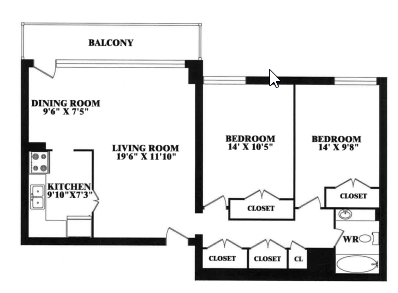 BALCONY
DINING ROOM
9'6" X 7'5"
LIVING ROOM
19'6" X 11'10"
BEDROOM
14' X 10'5"
BEDROOM
14' X 9'8"
KITCHEN
9'10"X7'3"
CLOSET
CLOSET
WR
CLOSET
CLOSET
CL